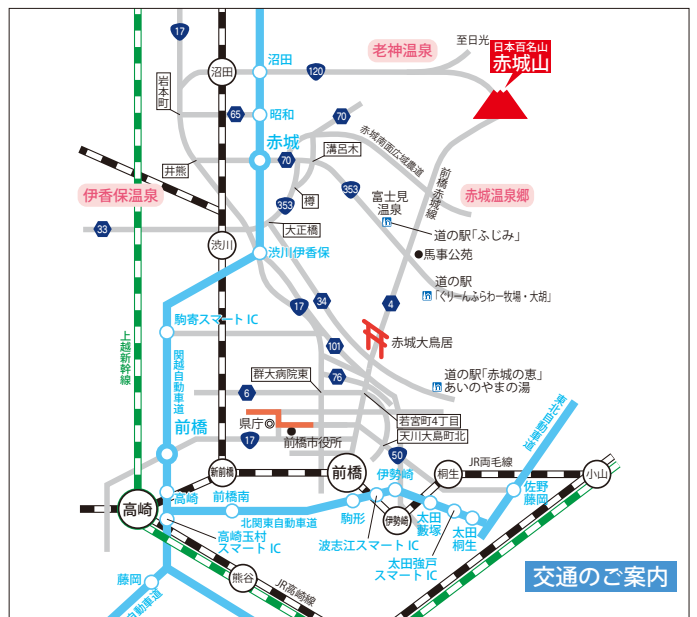 17
老神温泉
至日光
日本百名山
赤城山
沼田
沼田
120
岩本町
65
昭和
70
赤城
赤城南面広域農道
溝呂木
井熊
70
前橋赤城線
伊香保温泉
353
赤城温泉郷
樽
353
富士見
温泉
道の駅「ふじみ」
33
大正橋
渋川
渋川伊香保
馬事公苑
道の駅
「ぐりーんふらわー牧場・大胡」
17
34
4
駒寄スマート IC
上越新幹線
関越自動車道
101
赤城大鳥居
群大病院東
76
道の駅「赤城の恵」
あいのやまの湯
6
前橋
県庁
若宮町4丁目
東北自動車道
17
前橋市役所
天川大島町北
50
新前橋
前橋
伊勢崎
桐生
JR両毛線
小山
高崎
高崎
前橋南
北関東自動車道
駒形
伊勢崎
太田
藪塚
太田
桐生
佐野
藤岡
高崎玉村
スマート IC
波志江スマート IC
太田強戸
スマート IC
藤岡
熊谷
JR高崎線
自動車道
交通のご案内